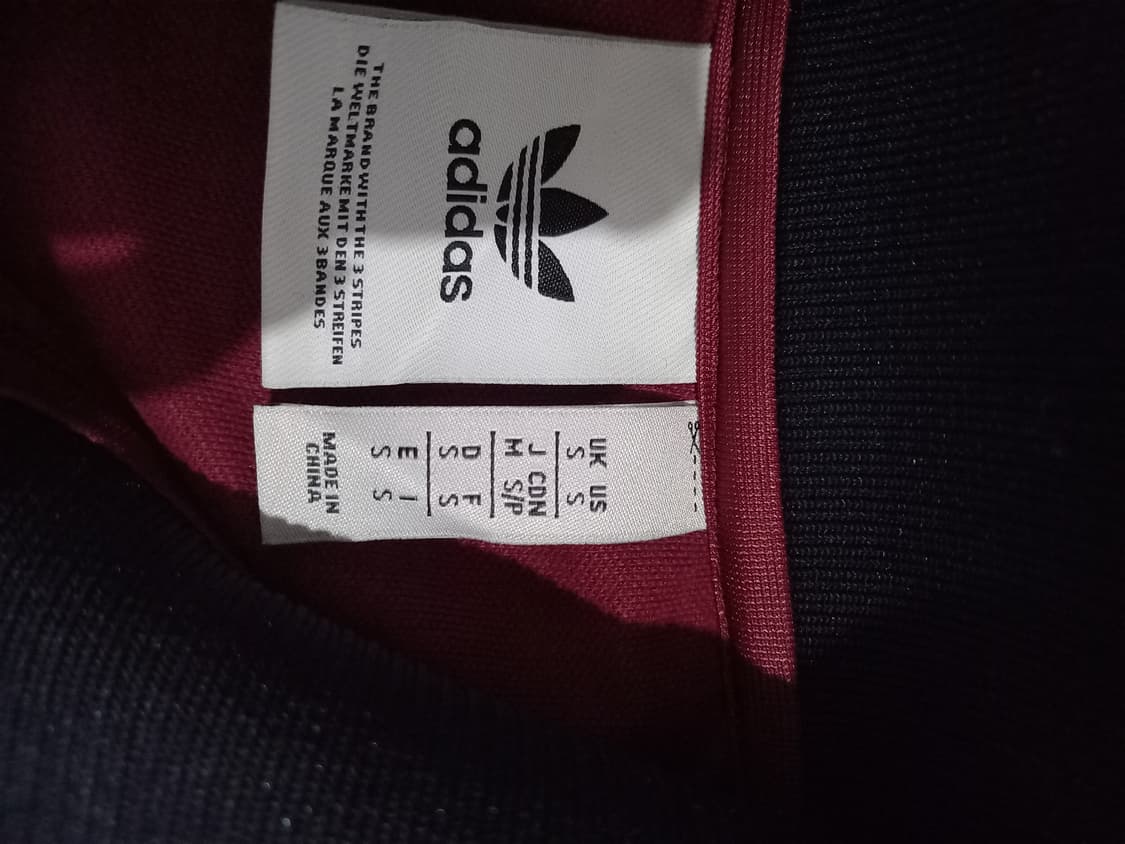 adidas
THE BRAND WITH THE 3 STRIPES
DIE WELTMARKE MIT DEN 3 STREIFEN
LA MARQUE AUX 3 BANDES
UK US
S S
J CDN
M S/P
D F
S S
E I
S S
MADE IN
CHINA